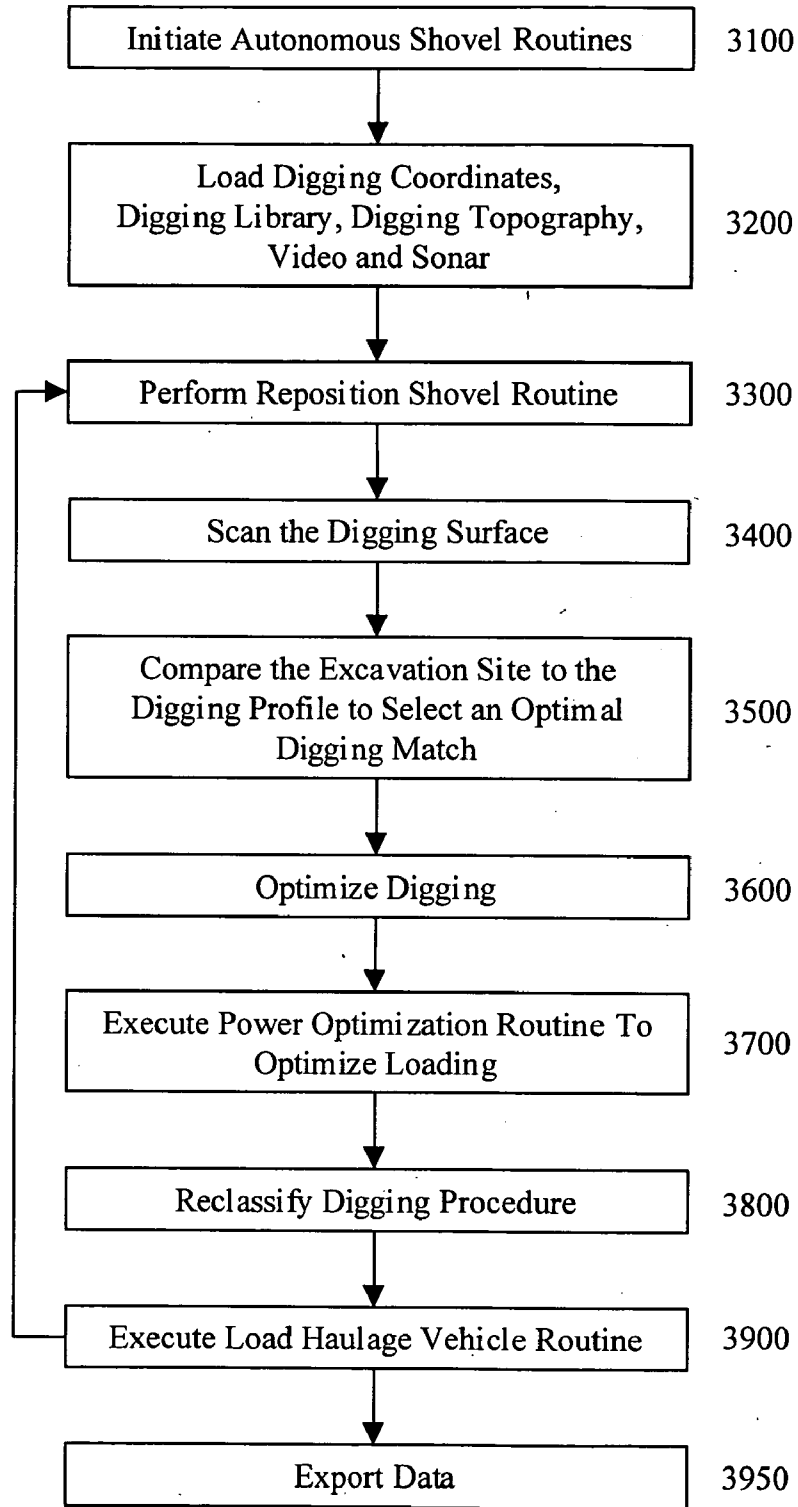 Initiate Autonomous Shovel Routines 3100
Load Digging Coordinates,
Digging Library, Digging Topography, 3200
Video and Sonar
Perform Reposition Shovel Routine 3300
Scan the Digging Surface 3400
Compare the Excavation Site to the
Digging Profile to Select an Optimal 3500
Digging Match
Optimize Digging 3600
Execute Power Optimization Routine To
Optimize Loading 3700
Reclassify Digging Procedure 3800
Execute Load Haulage Vehicle Routine 3900
Export Data 3950